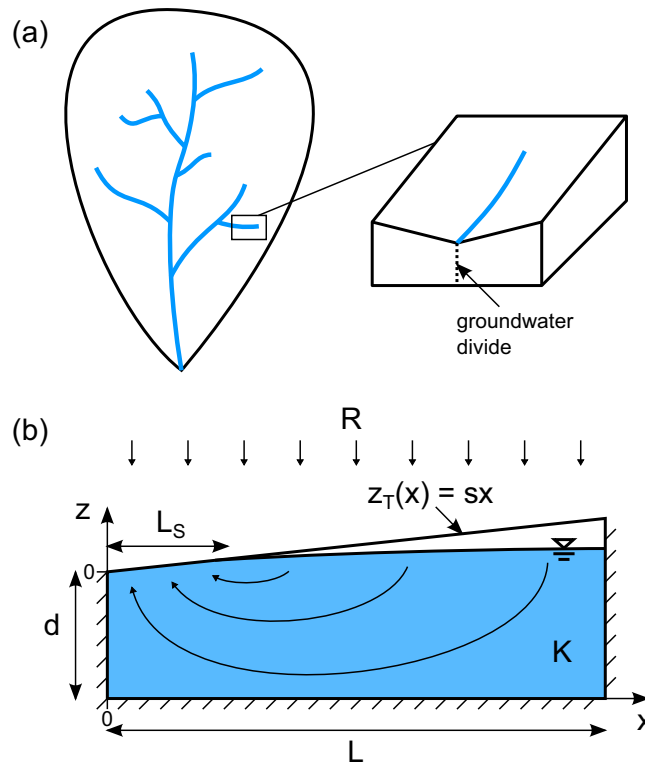 (a)
groundwater
divide
(b)
R
z_T(x) = sx
z
L_S
0
d
K
0
x
L